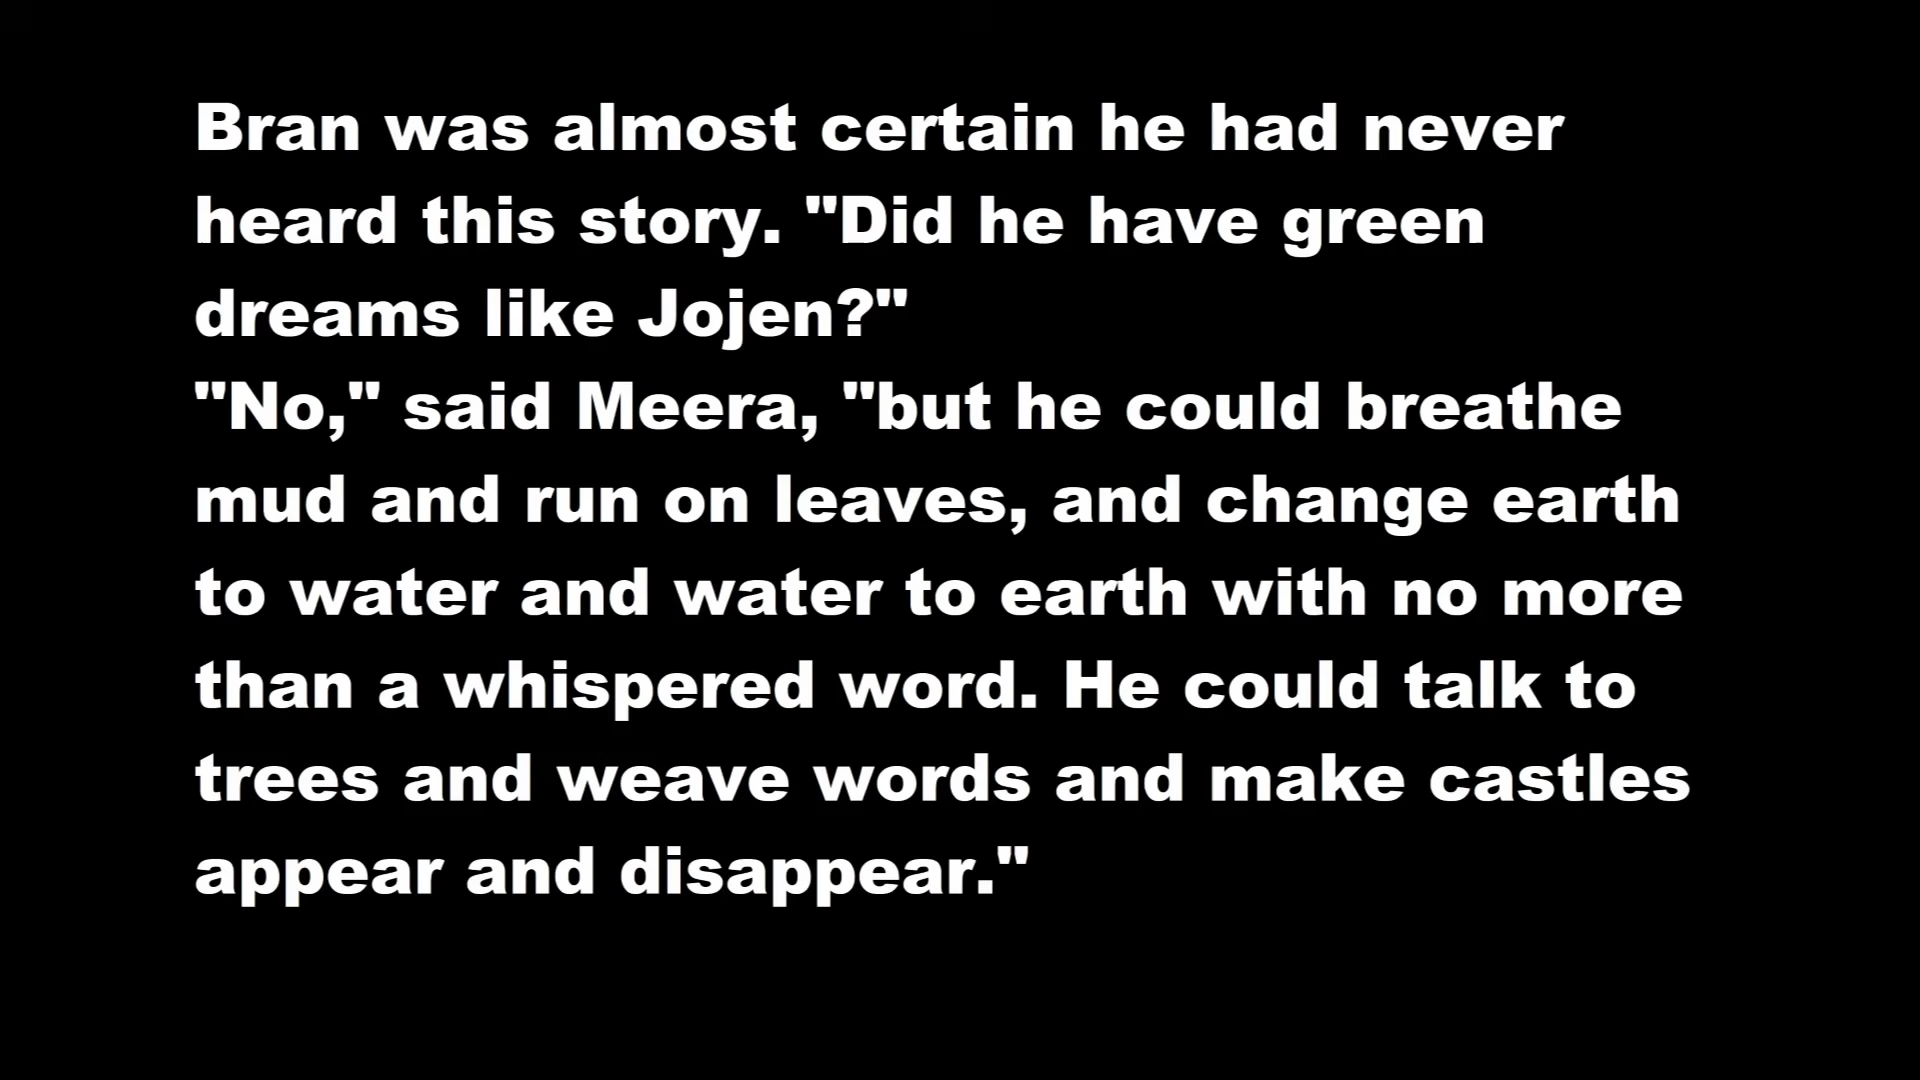 Bran was almost certain he had never
heard this story. "Did he have green
dreams like Jojen?"
"No," said Meera, "but he could breathe
mud and run on leaves, and change earth
to water and water to earth with no more
than a whispered word. He could talk to
trees and weave words and make castles
appear and disappear."